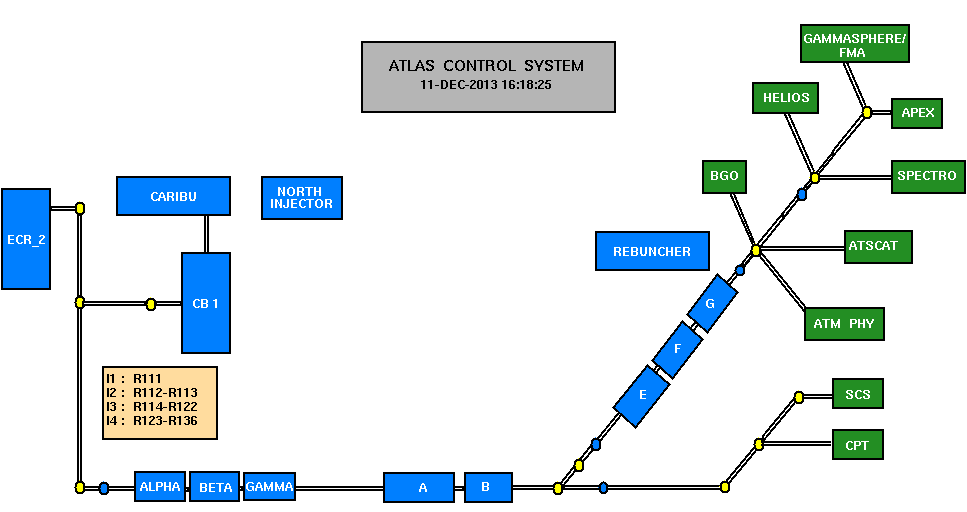 GAMMASPHERE/
FMA
ATLAS CONTROL SYSTEM
11-DEC-2013 16:18:25
HELIOS
APEX
BGO
SPECTRO
CARIBU
NORTH
INJECTOR
ECR_2
REBUNCHER
ATSCAT
CB 1
G
ATM PHY
F
I1 : R111
I2 : R112-R113
I3 : R114-R122
I4 : R123-R136
E
SCS
CPT
ALPHA
BETA
GAMMA
A
B